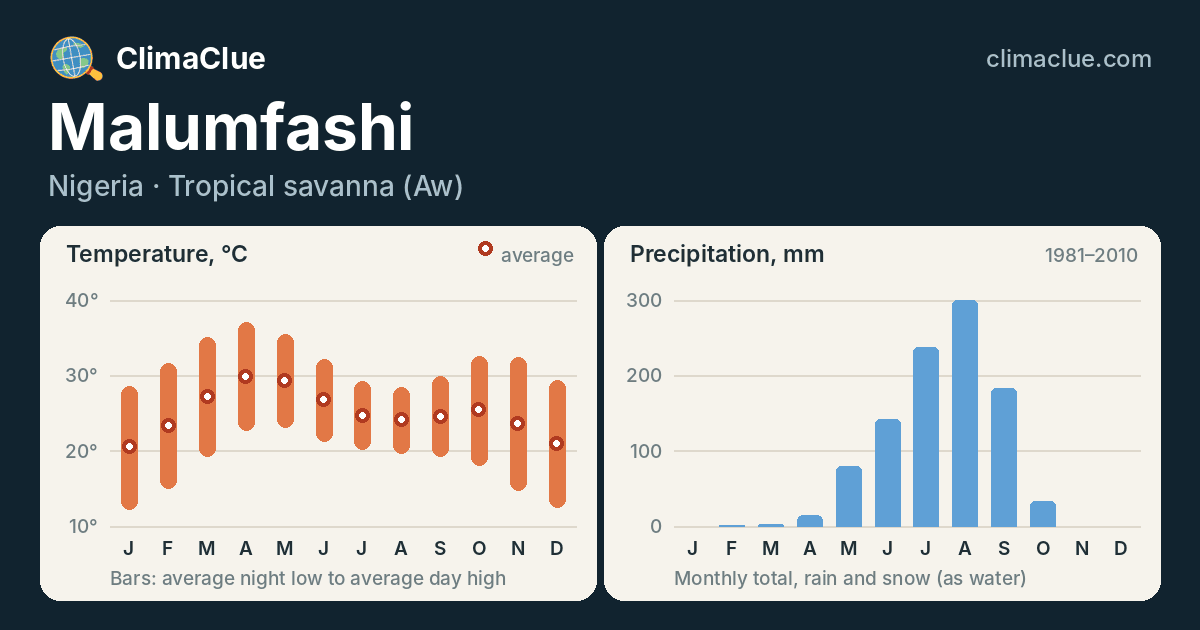 ClimaClue
climaclue.com
Malumfashi
Nigeria · Tropical savanna (Aw)
Temperature, °C
average
40°
30°
20°
10°
J F M A M J J A S O N D
Bars: average night low to average day high
Precipitation, mm
1981–2010
300
200
100
0
J F M A M J J A S O N D
Monthly total, rain and snow (as water)